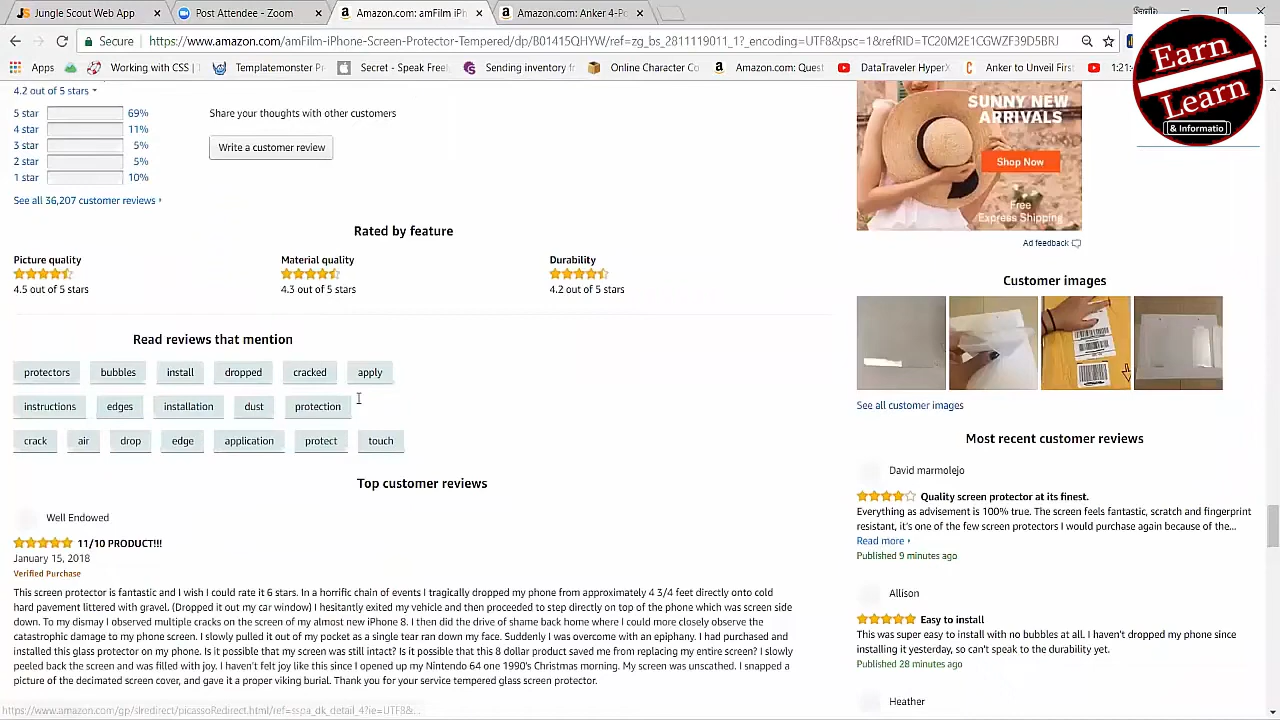 Jungle Scout Web App
Post Attendee - Zoom
Amazon.com: amFilm iPh
Amazon.com: Anker 4-Po
Secure
https://www.amazon.com/amFilm-iPhone-Screen-Protector-Tempered/dp/B01415QHYW/ref=zg_bs_2811119011_1?_encoding=UTF8&psc=1&refRID=TC20M2E1CGWZF39D5BRJ
Apps
Working with CSS |
Templatemonster
Secret - Speak Freel
Sending inventory fr
Online Character Co
Amazon.com: Quest
DataTraveler HyperX
Anker to Unveil First
1:21:
Earn
Learn
& Informatio
4.2 out of 5 stars
5 star 69%
4 star 11%
3 star 5%
2 star 5%
1 star 10%
See all 36,207 customer reviews
Share your thoughts with other customers
Write a customer review
Rated by feature
Picture quality
4.5 out of 5 stars
Material quality
4.3 out of 5 stars
Durability
4.2 out of 5 stars
Read reviews that mention
protectors bubbles install dropped cracked apply
instructions edges installation dust protection
crack air drop edge application protect touch
Top customer reviews
Well Endowed
11/10 PRODUCT!!!
January 15, 2018
Verified Purchase
This screen protector is fantastic and I wish I could rate it 6 stars. In a horrific chain of events I tragically dropped my phone from approximately 4 3/4 feet directly onto cold
hard pavement littered with gravel. (Dropped it out my car window) I hesitantly exited my vehicle and then proceeded to step directly on top of the phone which was screen side
down. To my dismay I observed multiple cracks on the screen of my almost new iPhone 8. I then did the drive of shame back home where I could more closely observe the
catastrophic damage to my phone screen. I slowly pulled it out of my pocket as a single tear ran down my face. Suddenly I was overcome with an epiphany. I had purchased and
installed this glass protector on my phone. Is it possible that my screen was still intact? Is it possible that this 8 dollar product saved me from replacing my entire screen? I slowly
peeled back the screen and was filled with joy. I haven't felt joy like this since I opened up my Nintendo 64 one 1990's Christmas morning. My screen was unscathed. I snapped a
picture of the decimated screen cover, and gave it a proper viking burial. Thank you for your service tempered glass screen protector.
https://www.amazon.com/gp/slredirect/picassoRedirect.html/ref=sspa_dk_detail_4?ie=UTF8&...
SUNNY NEW
ARRIVALS
Shop Now
Free
Express Shipping
Ad feedback
Customer images
See all customer images
Most recent customer reviews
David marmolejo
Quality screen protector at its finest.
Everything as advisement is 100% true. The screen feels fantastic, scratch and fingerprint
resistant, it's one of the few screen protectors I would purchase again because of the...
Read more
Published 9 minutes ago
Allison
Easy to install
This was super easy to install with no bubbles at all. I haven't dropped my phone since
installing it yesterday, so can't speak to the durability yet.
Published 28 minutes ago
Heather